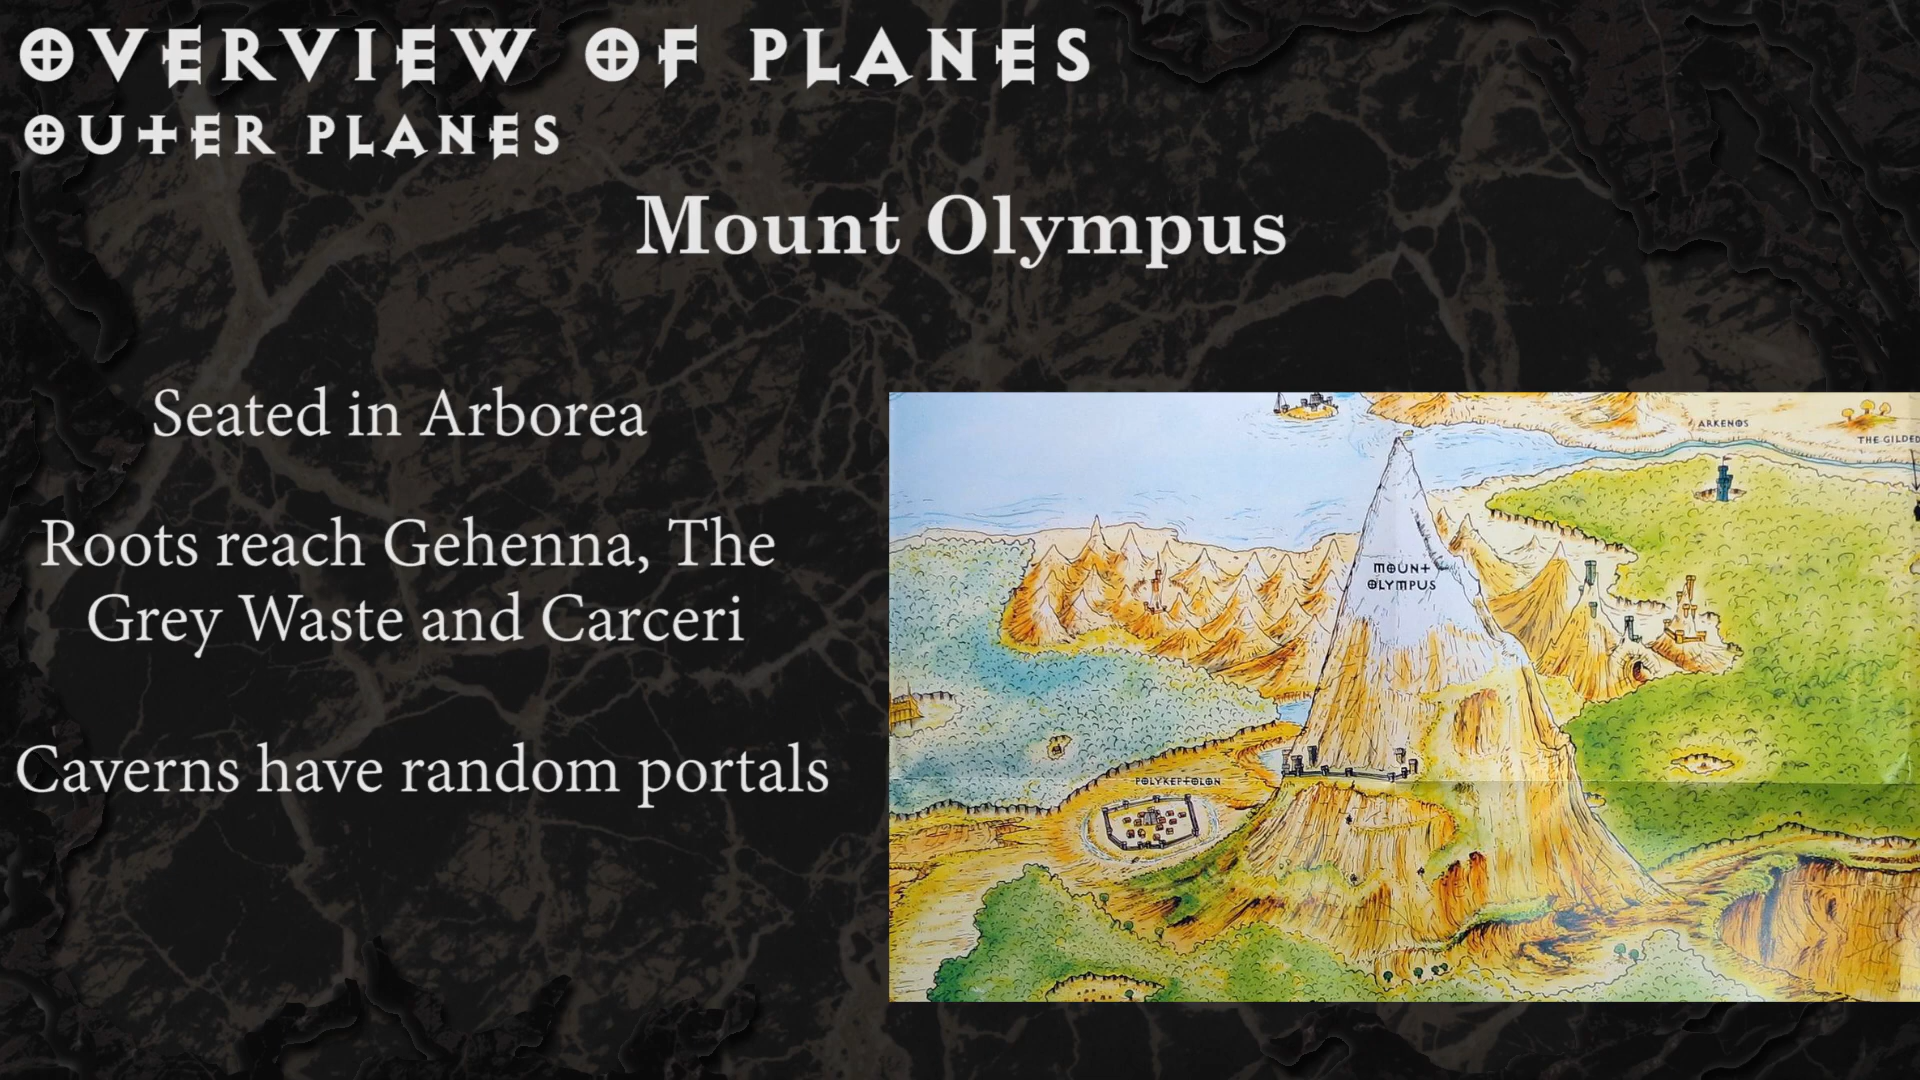 OVERVIEW OF PLANES
OUTER PLANES
Mount Olympus
Seated in Arborea
Roots reach Gehenna, The
Grey Waste and Carceri
Caverns have random portals
ARKENOS
THE GILDED
MOUNT
OLYMPUS